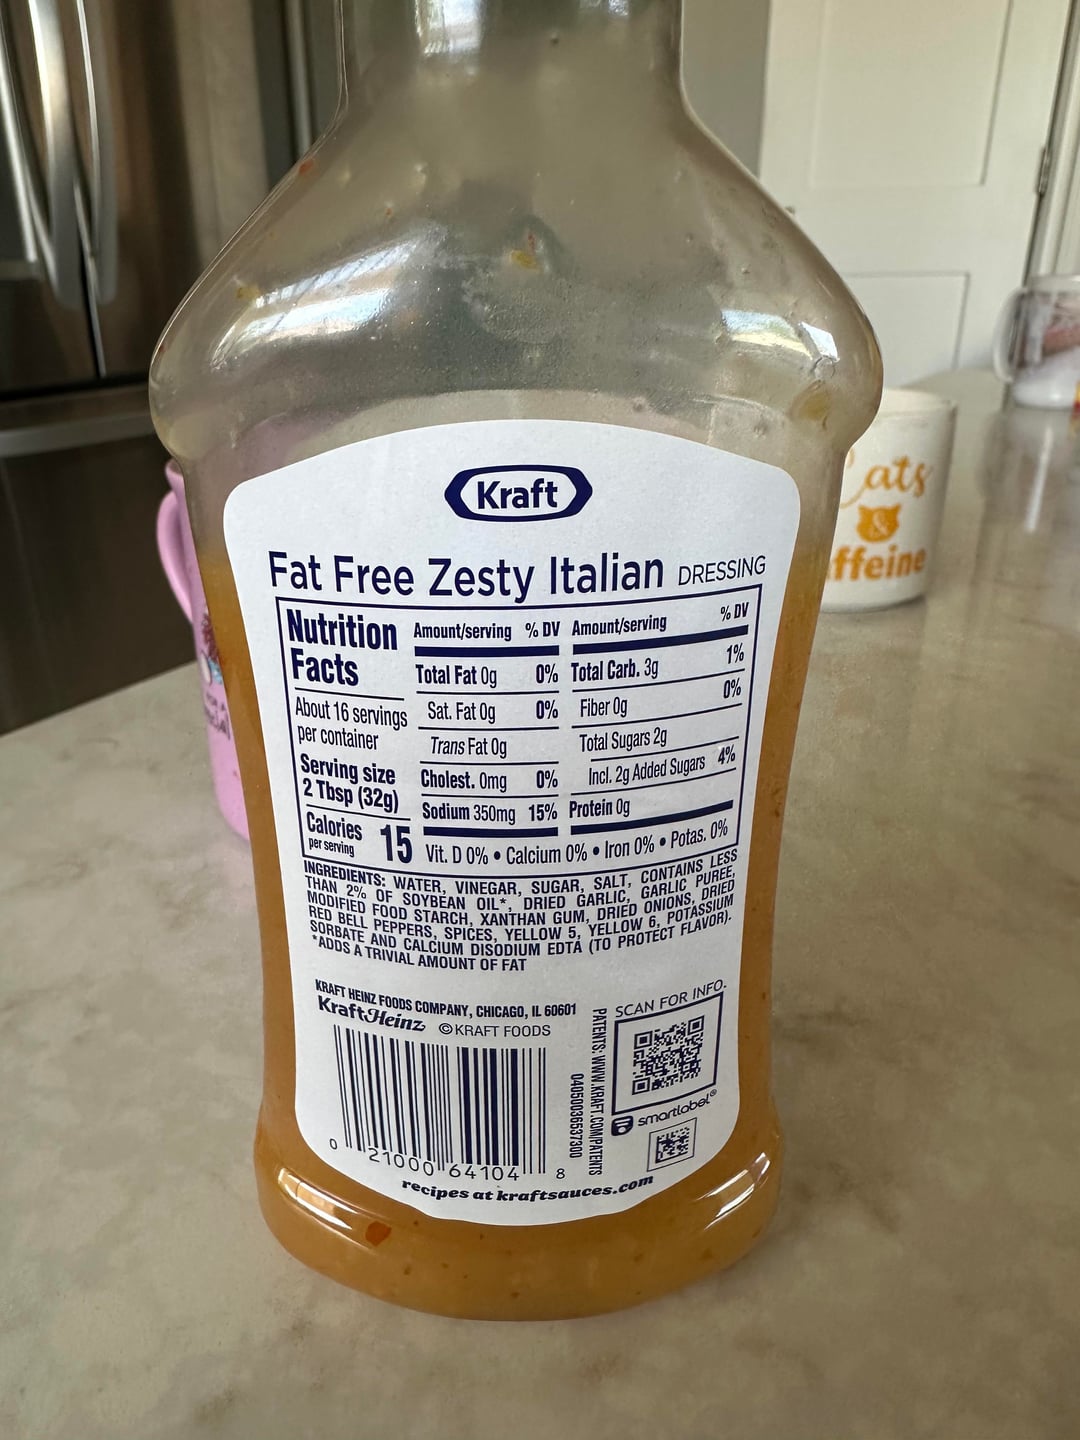 Kraft
Fat Free Zesty Italian DRESSING
Nutrition
Facts
About 16 servings
per container
Serving size
2 Tbsp (32g)
Calories 15
per serving
Amount/serving % DV
Total Fat 0g 0%
Sat. Fat 0g 0%
Trans Fat 0g
Cholest. 0mg 0%
Sodium 350mg 15%
Amount/serving % DV
Total Carb. 3g 1%
Fiber 0g 0%
Total Sugars 2g
Incl. 2g Added Sugars 4%
Protein 0g
Vit. D 0% • Calcium 0% • Iron 0% • Potas. 0%
INGREDIENTS: WATER, VINEGAR, SUGAR, SALT, CONTAINS LESS
THAN 2% OF SOYBEAN OIL*, DRIED GARLIC, GARLIC PUREE,
MODIFIED FOOD STARCH, XANTHAN GUM, DRIED ONIONS, DRIED
RED BELL PEPPERS, SPICES, YELLOW 5, YELLOW 6, POTASSIUM
SORBATE AND CALCIUM DISODIUM EDTA (TO PROTECT FLAVOR).
*ADDS A TRIVIAL AMOUNT OF FAT
KRAFT HEINZ FOODS COMPANY, CHICAGO, IL 60601
KraftHeinz © KRAFT FOODS
0 21000 64104 8
PATENTS: WWW.KRAFT.COM/PATENTS
04050036537300
SCAN FOR INFO.
smartlabel®
recipes at kraftsauces.com
ats
&
ffeine